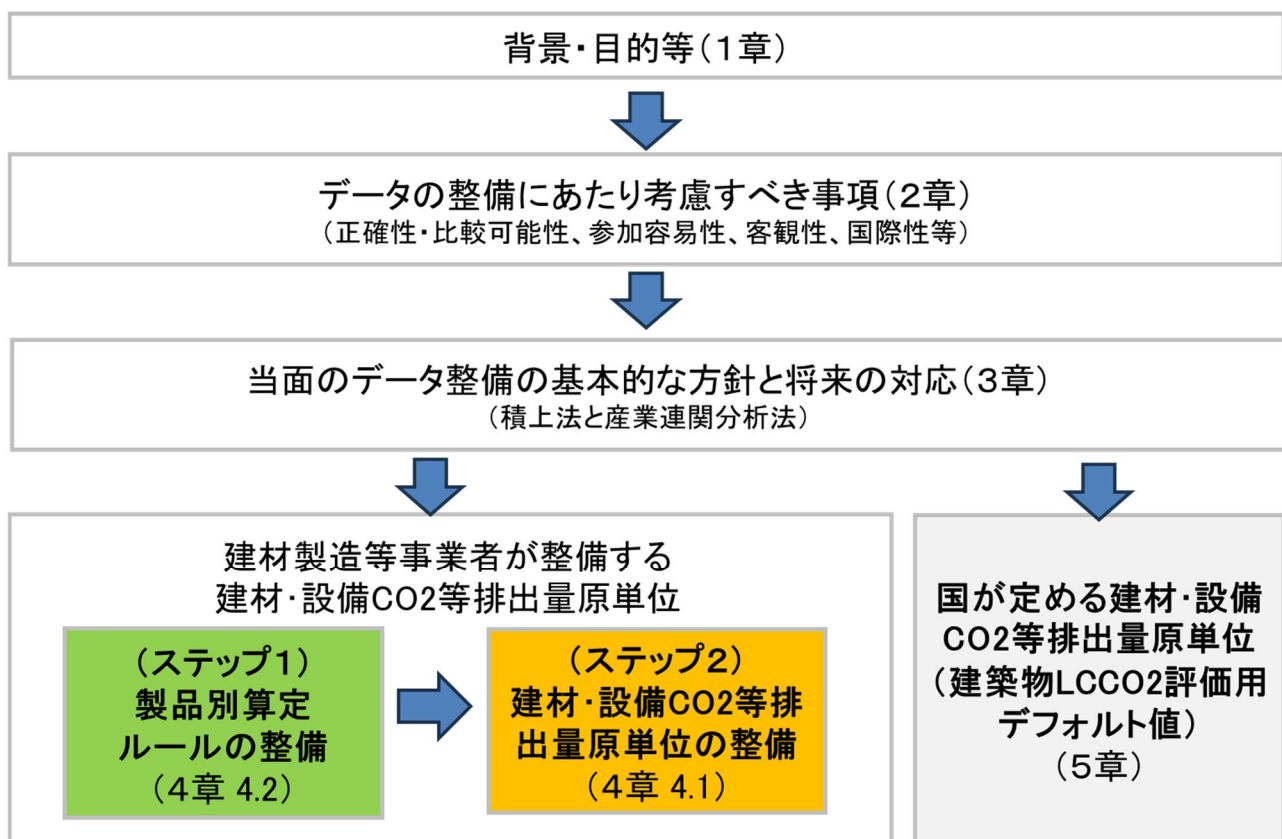 背景・目的等（１章）
データの整備にあたり考慮すべき事項（２章）
（正確性・比較可能性、参加容易性、客観性、国際性等）
当面のデータ整備の基本的な方針と将来の対応（３章）
（積上法と産業連関分析法）
建材製造等事業者が整備する
建材・設備CO2等排出量原単位
（ステップ１）
製品別算定
ルールの整備
（４章 4.2）
（ステップ２）
建材・設備CO2等排
出量原単位の整備
（４章 4.1）
国が定める建材・設備
CO2等排出量原単位
（建築物LCCO2評価用
デフォルト値）
（５章）